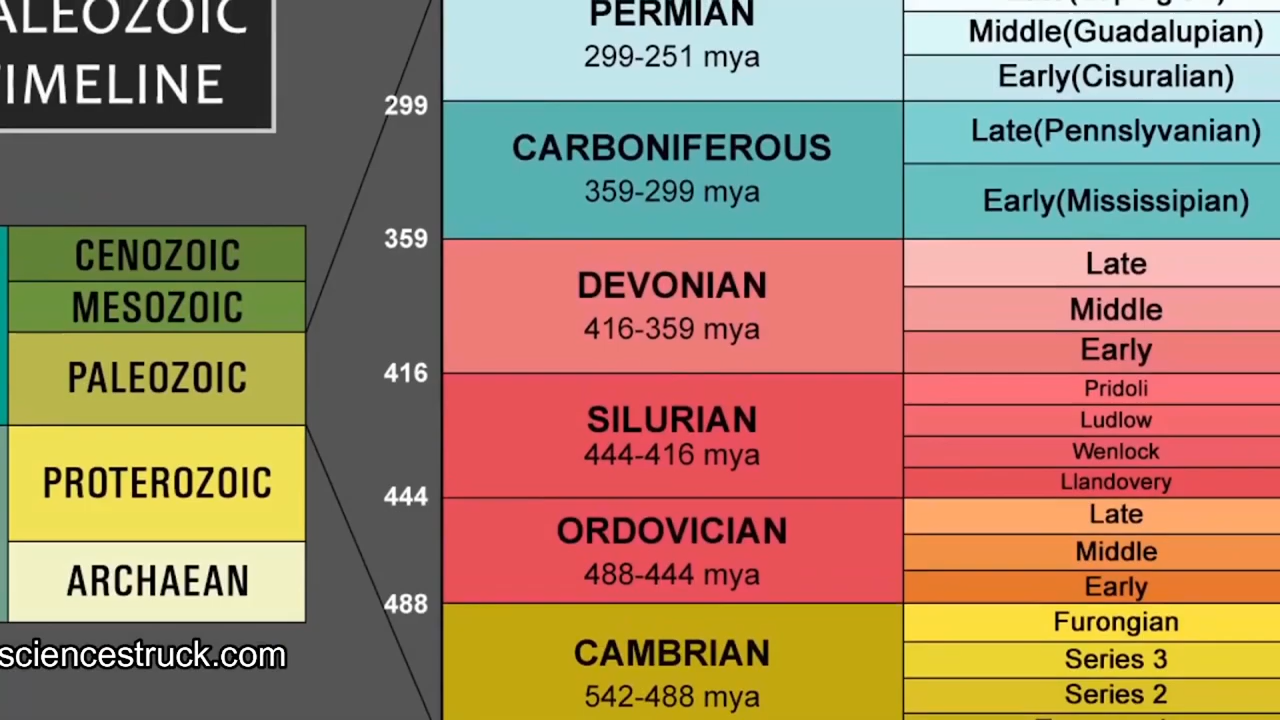 ALEOZOIC
TIMELINE
CENOZOIC
MESOZOIC
PALEOZOIC
PROTEROZOIC
ARCHAEAN
sciencestruck.com
299
359
416
444
488
PERMIAN
299-251 mya
CARBONIFEROUS
359-299 mya
DEVONIAN
416-359 mya
SILURIAN
444-416 mya
ORDOVICIAN
488-444 mya
CAMBRIAN
542-488 mya
Middle(Guadalupian)
Early(Cisuralian)
Late(Pennslyvanian)
Early(Mississipian)
Late
Middle
Early
Pridoli
Ludlow
Wenlock
Llandovery
Late
Middle
Early
Furongian
Series 3
Series 2